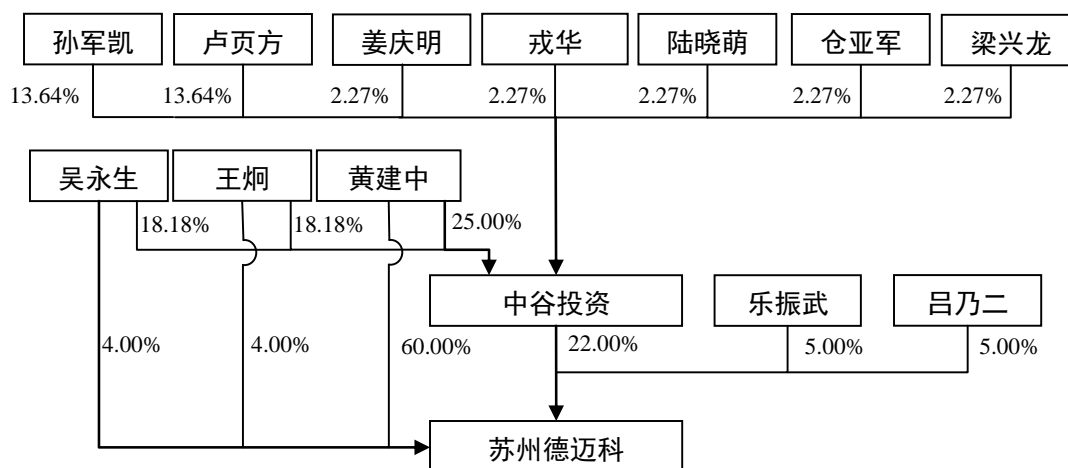 孙军凯 卢页方 姜庆明 戎华 陆晓萌 仓亚军 梁兴龙
13.64% 13.64% 2.27% 2.27% 2.27% 2.27% 2.27%
吴永生 王炯 黄建中
18.18% 18.18% 25.00%
中谷投资 乐振武 吕乃二
4.00% 4.00% 60.00% 22.00% 5.00% 5.00%
苏州德迈科